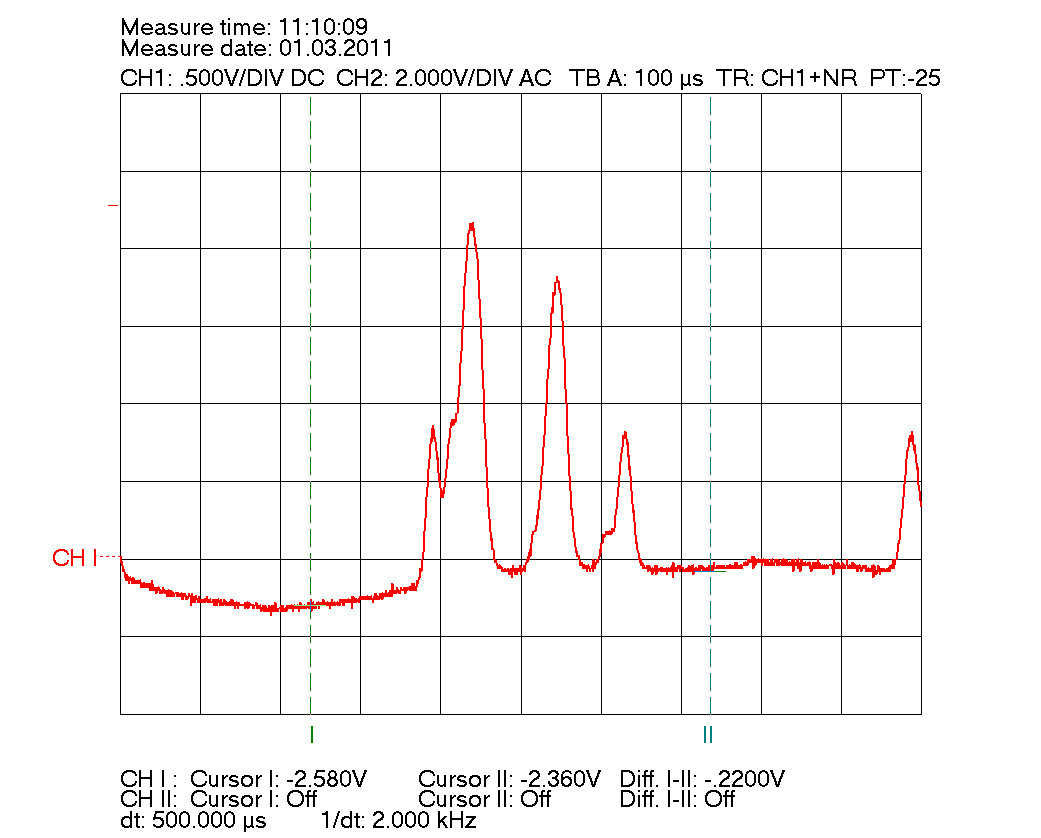 Measure time: 11:10:09
Measure date: 01.03.2011
CH1: .500V/DIV DC CH2: 2.000V/DIV AC TB A: 100 µs TR: CH1+NR PT:-25
CH I
I II
CH I : Cursor I: -2.580V Cursor II: -2.360V Diff. I-II: -.2200V
CH II: Cursor I: Off Cursor II: Off Diff. I-II: Off
dt: 500.000 µs 1/dt: 2.000 kHz